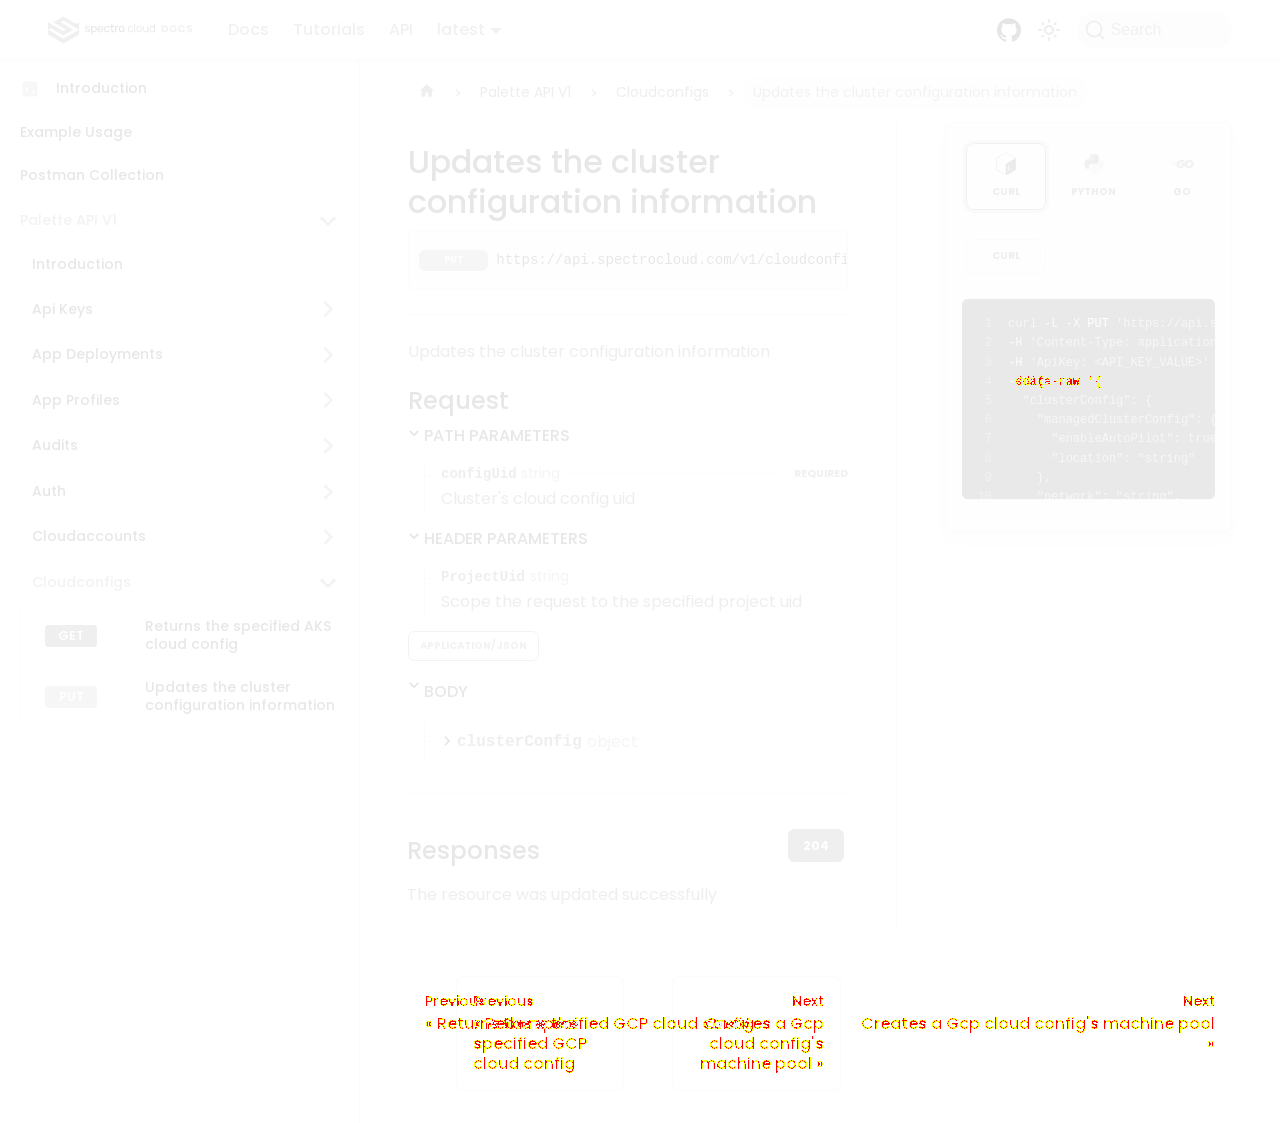 spectro cloud DOCS
Docs
Tutorials
API
latest
Search
Introduction
Example Usage
Postman Collection
Palette API V1
Introduction
Api Keys
App Deployments
App Profiles
Audits
Auth
Cloudaccounts
Cloudconfigs
GET Returns the specified AKS
cloud config
PUT Updates the cluster
configuration information
Palette API V1
Cloudconfigs
Updates the cluster configuration information
Updates the cluster
configuration information
PUT https://api.spectrocloud.com/v1/cloudconfi
Updates the cluster configuration information
Request
PATH PARAMETERS
configUid string REQUIRED
Cluster's cloud config uid
HEADER PARAMETERS
ProjectUid string
Scope the request to the specified project uid
APPLICATION/JSON
BODY
clusterConfig object
Responses
204
The resource was updated successfully
CURL
PYTHON
GO
CURL
1 curl -L -X PUT 'https://api.s
2 -H 'Content-Type: application
3 -H 'ApiKey: <API_KEY_VALUE>'
4
5 "clusterConfig": {
6 "managedClusterConfig": {
7 "enableAutoPilot": true
8 "location": "string"
9 },
10 "network": "string"
Previous
Previous
Next
Next
« Returns
specified GCP cloud
specified GCP
cloud config
Creates a Gcp
cloud config's
machine pool »
Creates a Gcp cloud config's machine pool
»